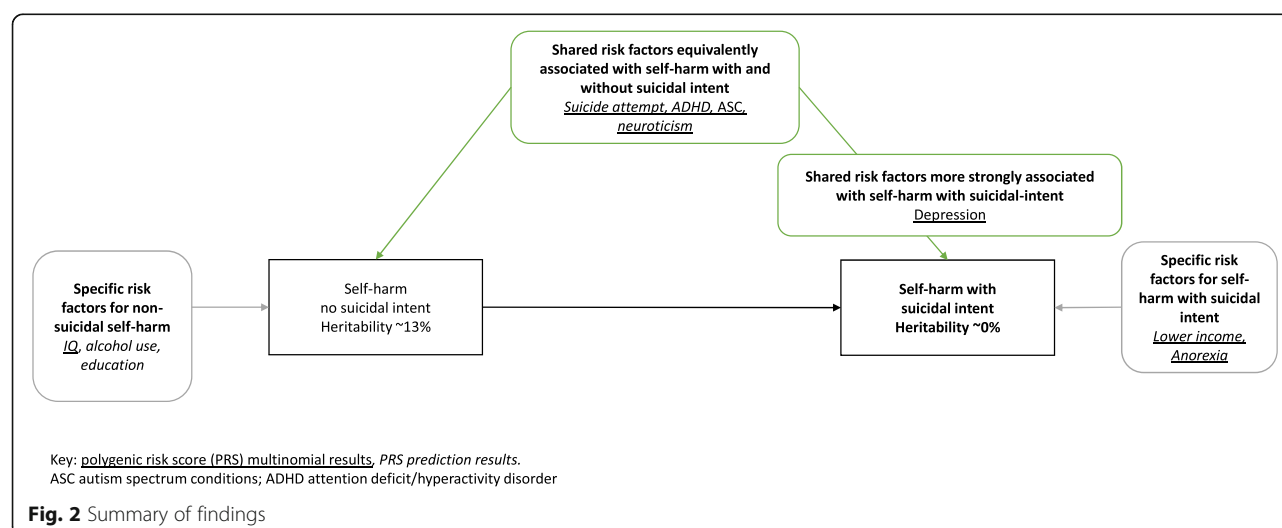 Shared risk factors equivalently
associated with self-harm with and
without suicidal intent
Suicide attempt, ADHD, ASC,
neuroticism
Shared risk factors more strongly associated
with self-harm with suicidal-intent
Depression
Specific risk
factors for non-
suicidal self-harm
IQ, alcohol use,
education
Self-harm
no suicidal intent
Heritability ~13%
Self-harm with
suicidal intent
Heritability ~0%
Specific risk
factors for self-
harm with suicidal
intent
Lower income,
Anorexia
Key: polygenic risk score (PRS) multinomial results, PRS prediction results.
ASC autism spectrum conditions; ADHD attention deficit/hyperactivity disorder
Fig. 2 Summary of findings